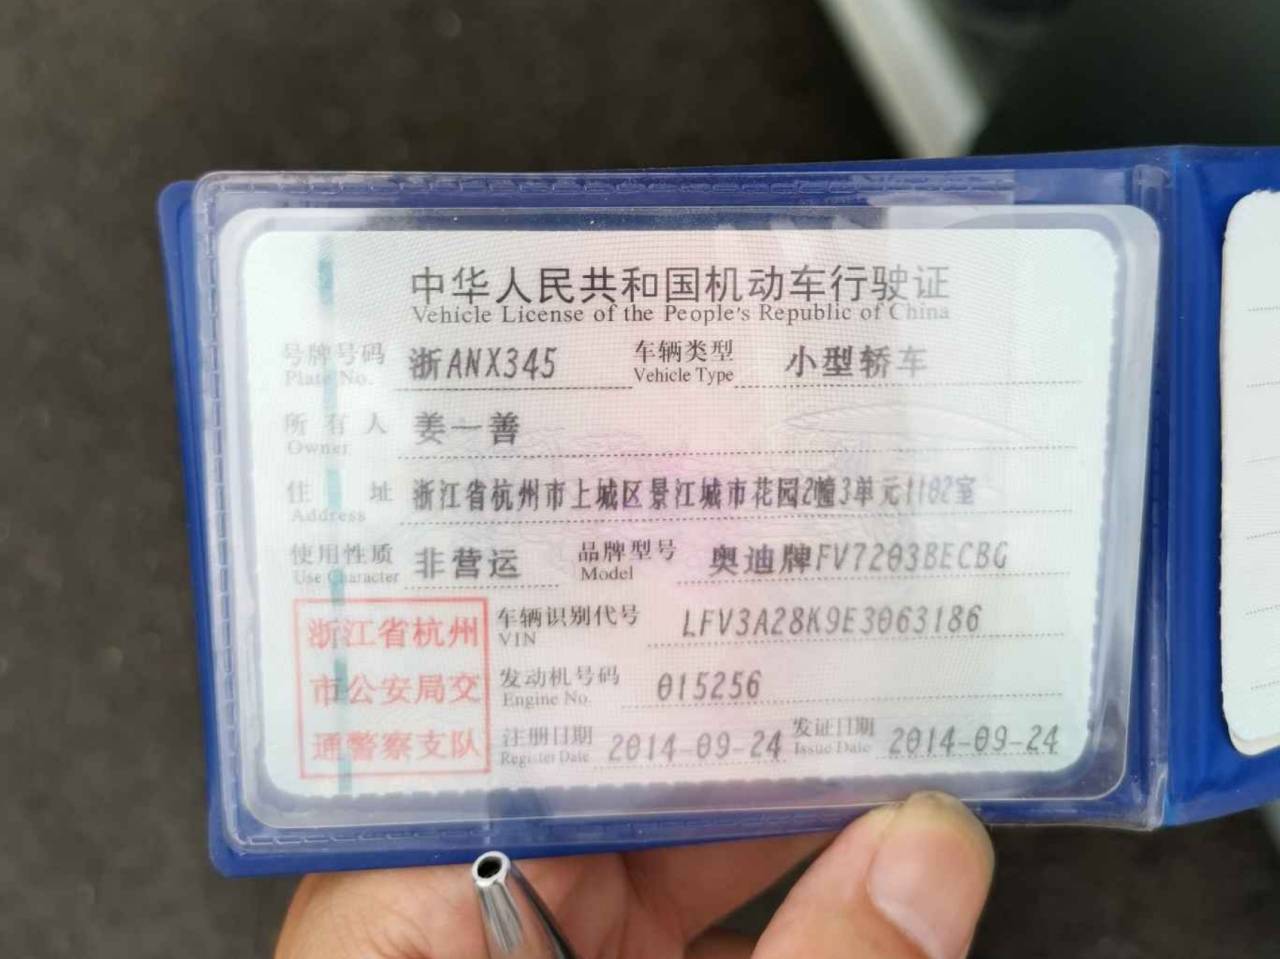 中华人民共和国机动车行驶证
Vehicle License of the People's Republic of China
号牌号码 浙ANX345 车辆类型 小型轿车
Plate No. Vehicle Type
所有人 姜一善
Owner
住址 浙江省杭州市上城区景江城市花园2幢3单元1102室
Address
使用性质 非营运 品牌型号 奥迪牌FV7203BECBG
Use Character Model
浙江省杭州
市公安局交
通警察支队
车辆识别代号 LFV3A28K9E3063186
VIN
发动机号码 015256
Engine No.
注册日期 2014-09-24 发证日期 2014-09-24
Register Date Issue Date